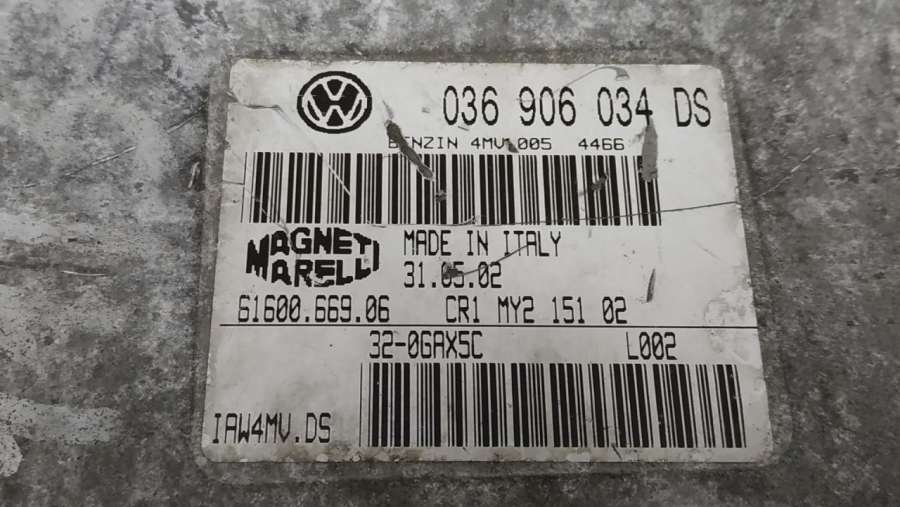 036 906 034 DS
BENZIN 4MV 005 4466
MAGNETI
MARELLI
MADE IN ITALY
31.05.02
61600.669.06 CR1 MY2 151 02
32-0GAX5C L002
IAW4MV.DS